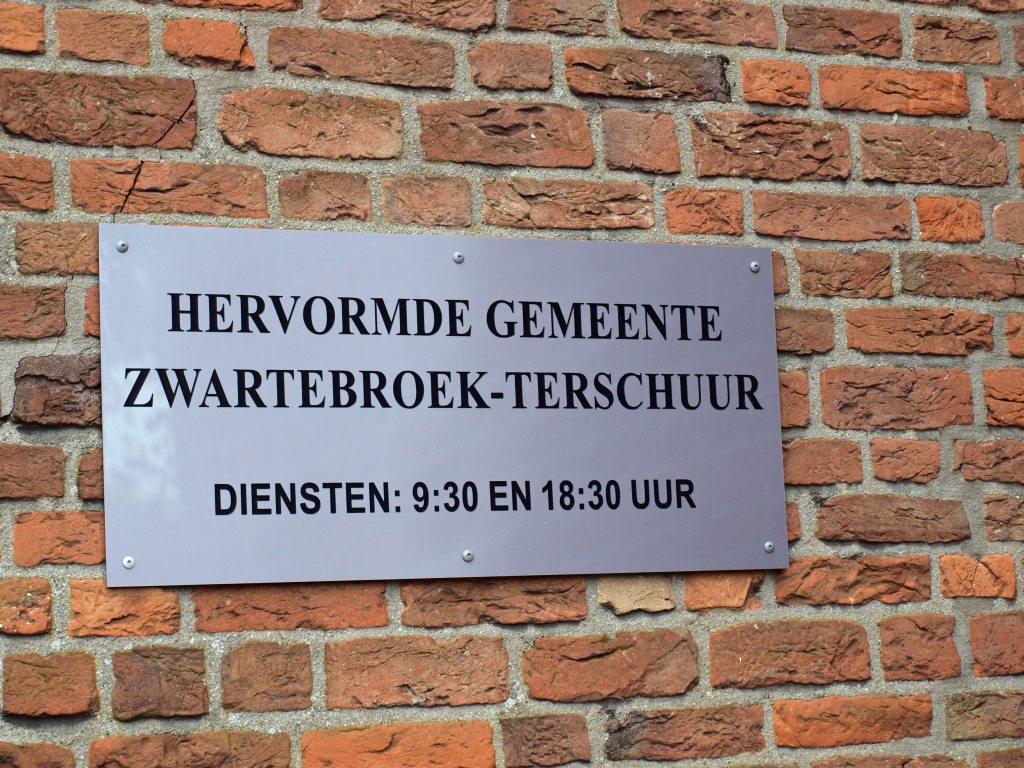 HERVORMDE GEMEENTE
ZWARTEBROEK-TERSCHUUR
DIENSTEN: 9:30 EN 18:30 UUR